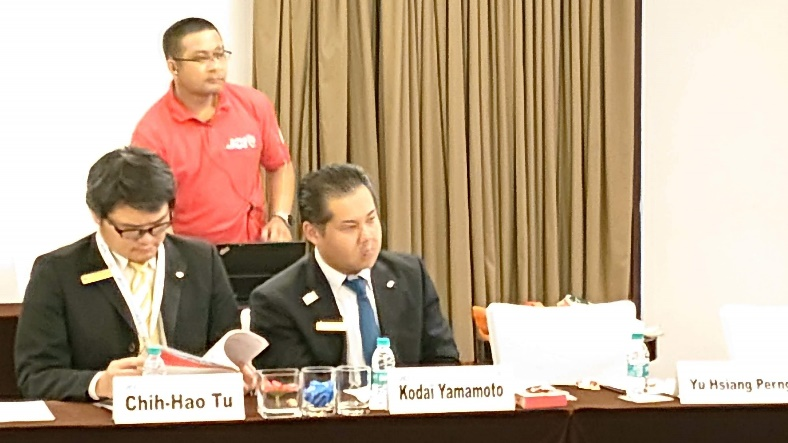 JCI
Chih-Hao Tu
Kodai Yamamoto
Yu Hsiang Perng